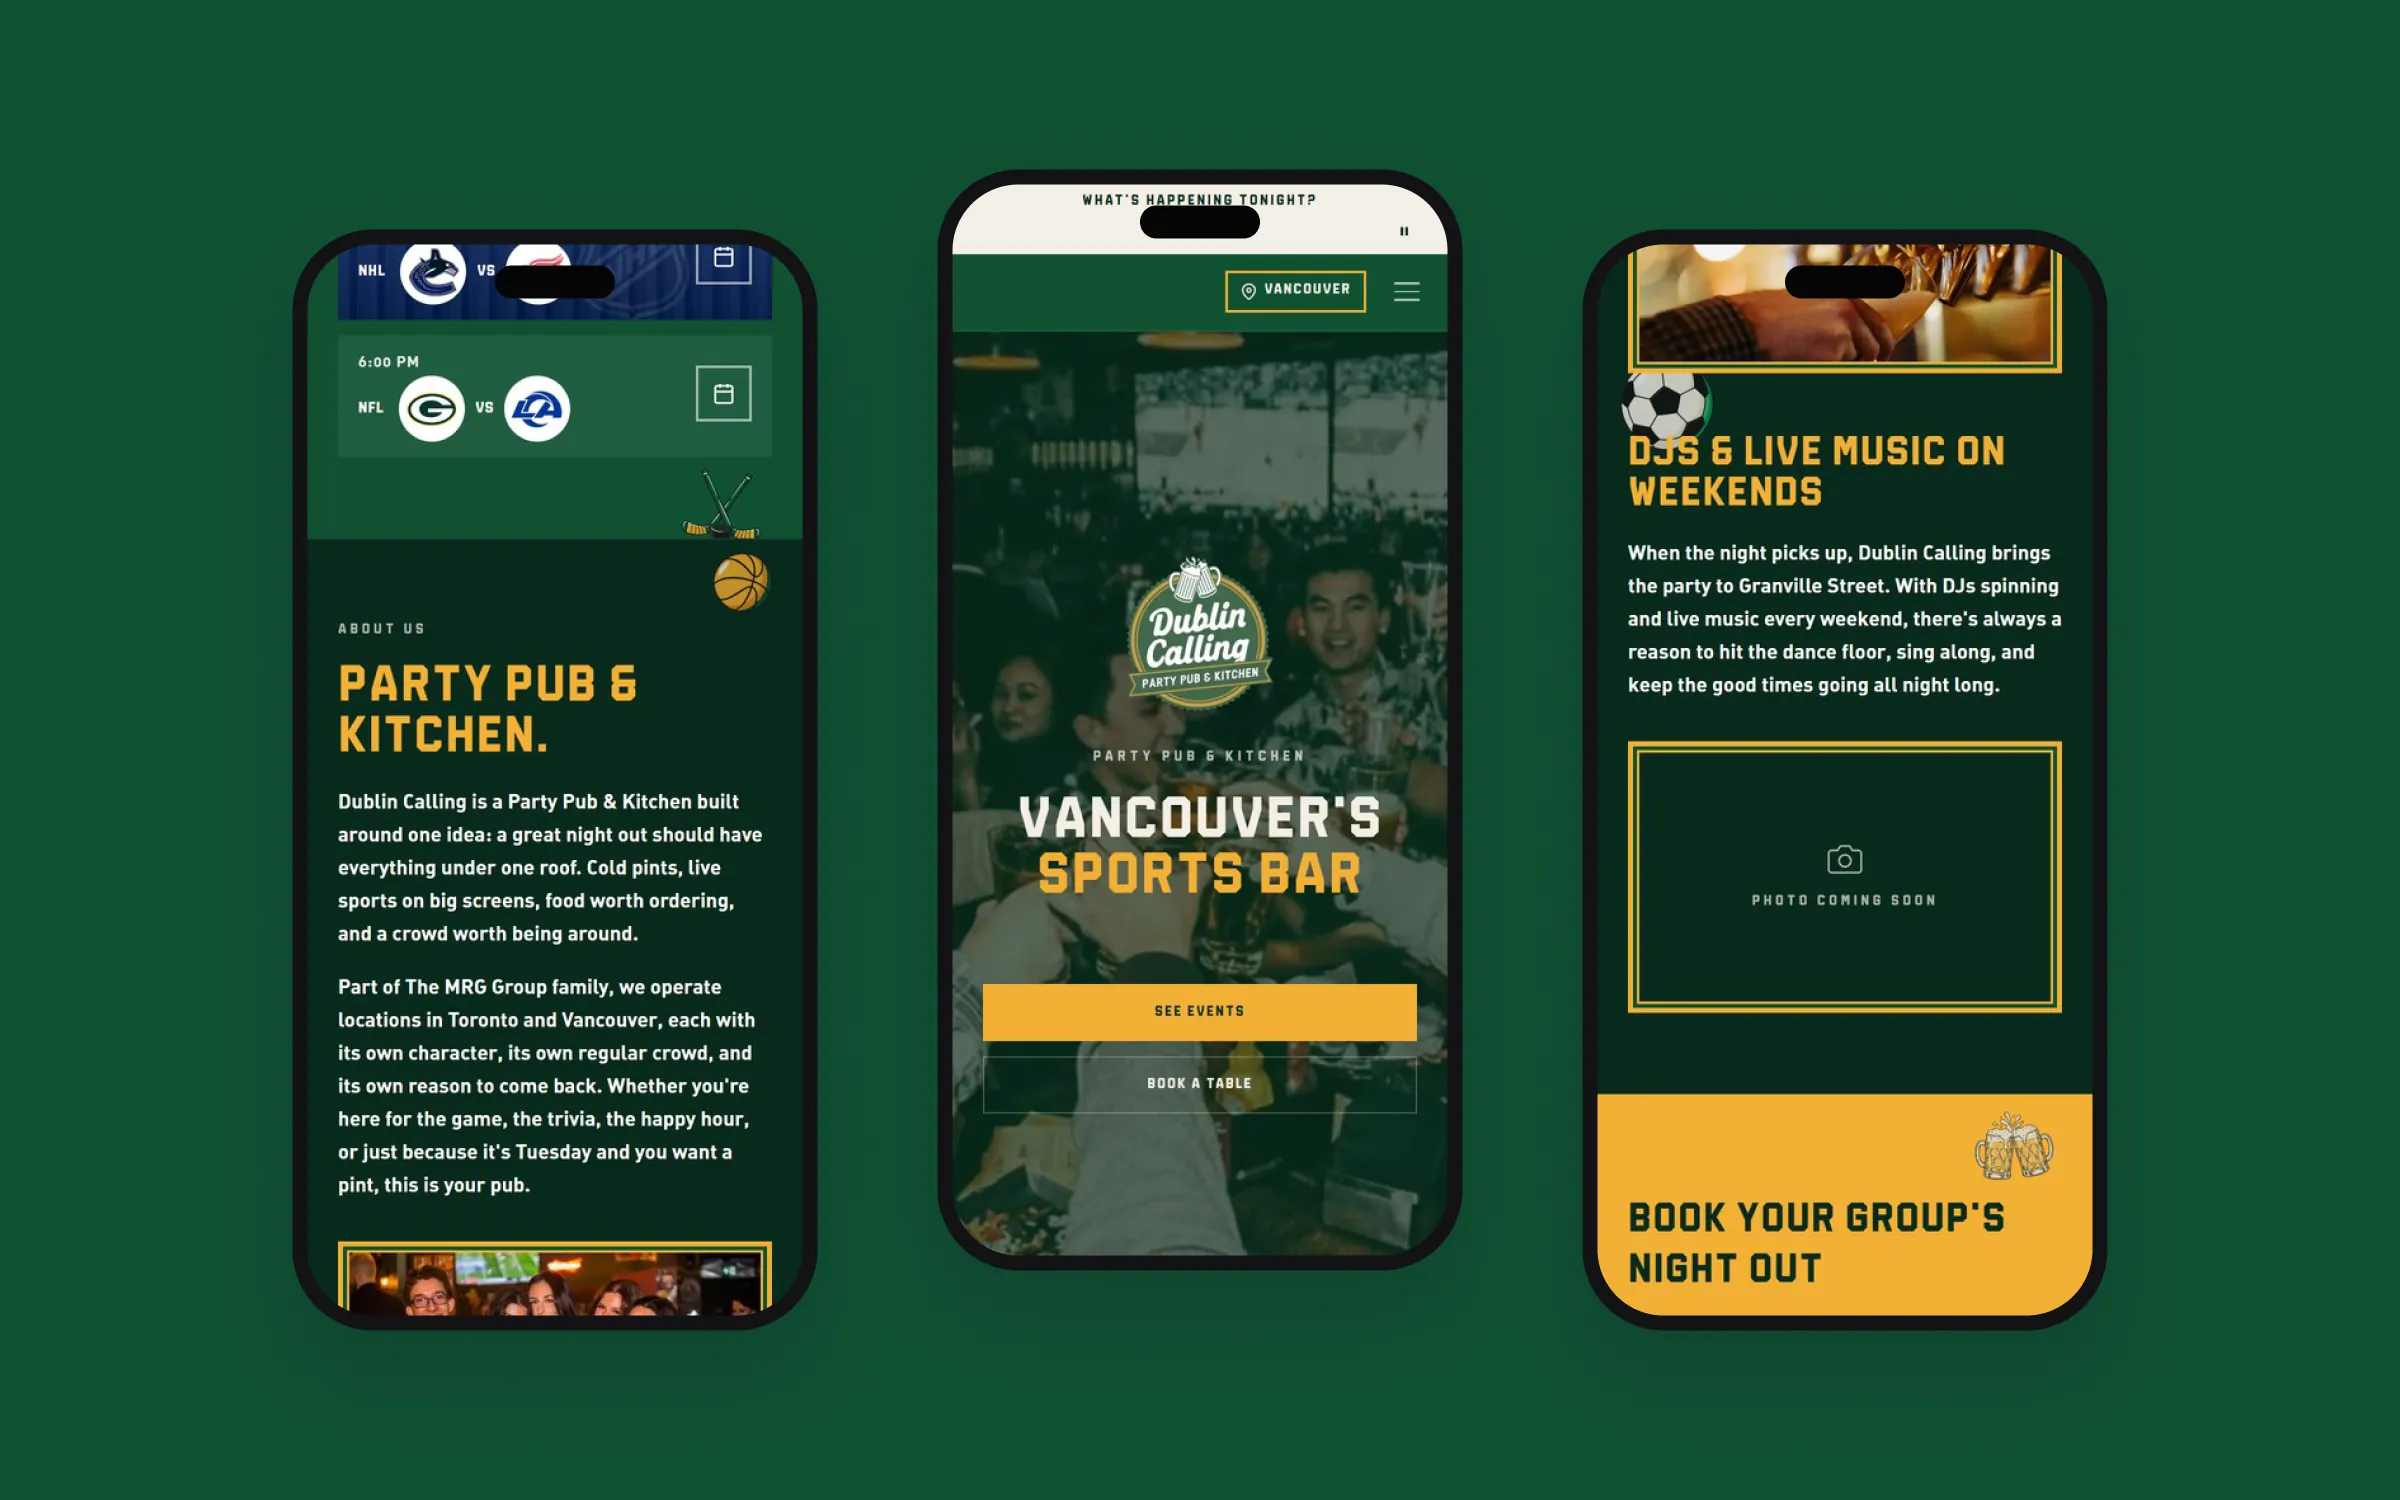 NHL VS
6:00 PM
NFL G VS LA
ABOUT US
PARTY PUB &
KITCHEN.
Dublin Calling is a Party Pub & Kitchen built
around one idea: a great night out should have
everything under one roof. Cold pints, live
sports on big screens, food worth ordering,
and a crowd worth being around.
Part of The MRG Group family, we operate
locations in Toronto and Vancouver, each with
its own character, its own regular crowd, and
its own reason to come back. Whether you're
here for the game, the trivia, the happy hour,
or just because it's Tuesday and you want a
pint, this is your pub.
WHAT'S HAPPENING TONIGHT?
VANCOUVER
Dublin
Calling
PARTY PUB & KITCHEN
PARTY PUB & KITCHEN
VANCOUVER'S
SPORTS BAR
SEE EVENTS
BOOK A TABLE
DJS & LIVE MUSIC ON
WEEKENDS
When the night picks up, Dublin Calling brings
the party to Granville Street. With DJs spinning
and live music every weekend, there's always a
reason to hit the dance floor, sing along, and
keep the good times going all night long.
PHOTO COMING SOON
BOOK YOUR GROUP'S
NIGHT OUT